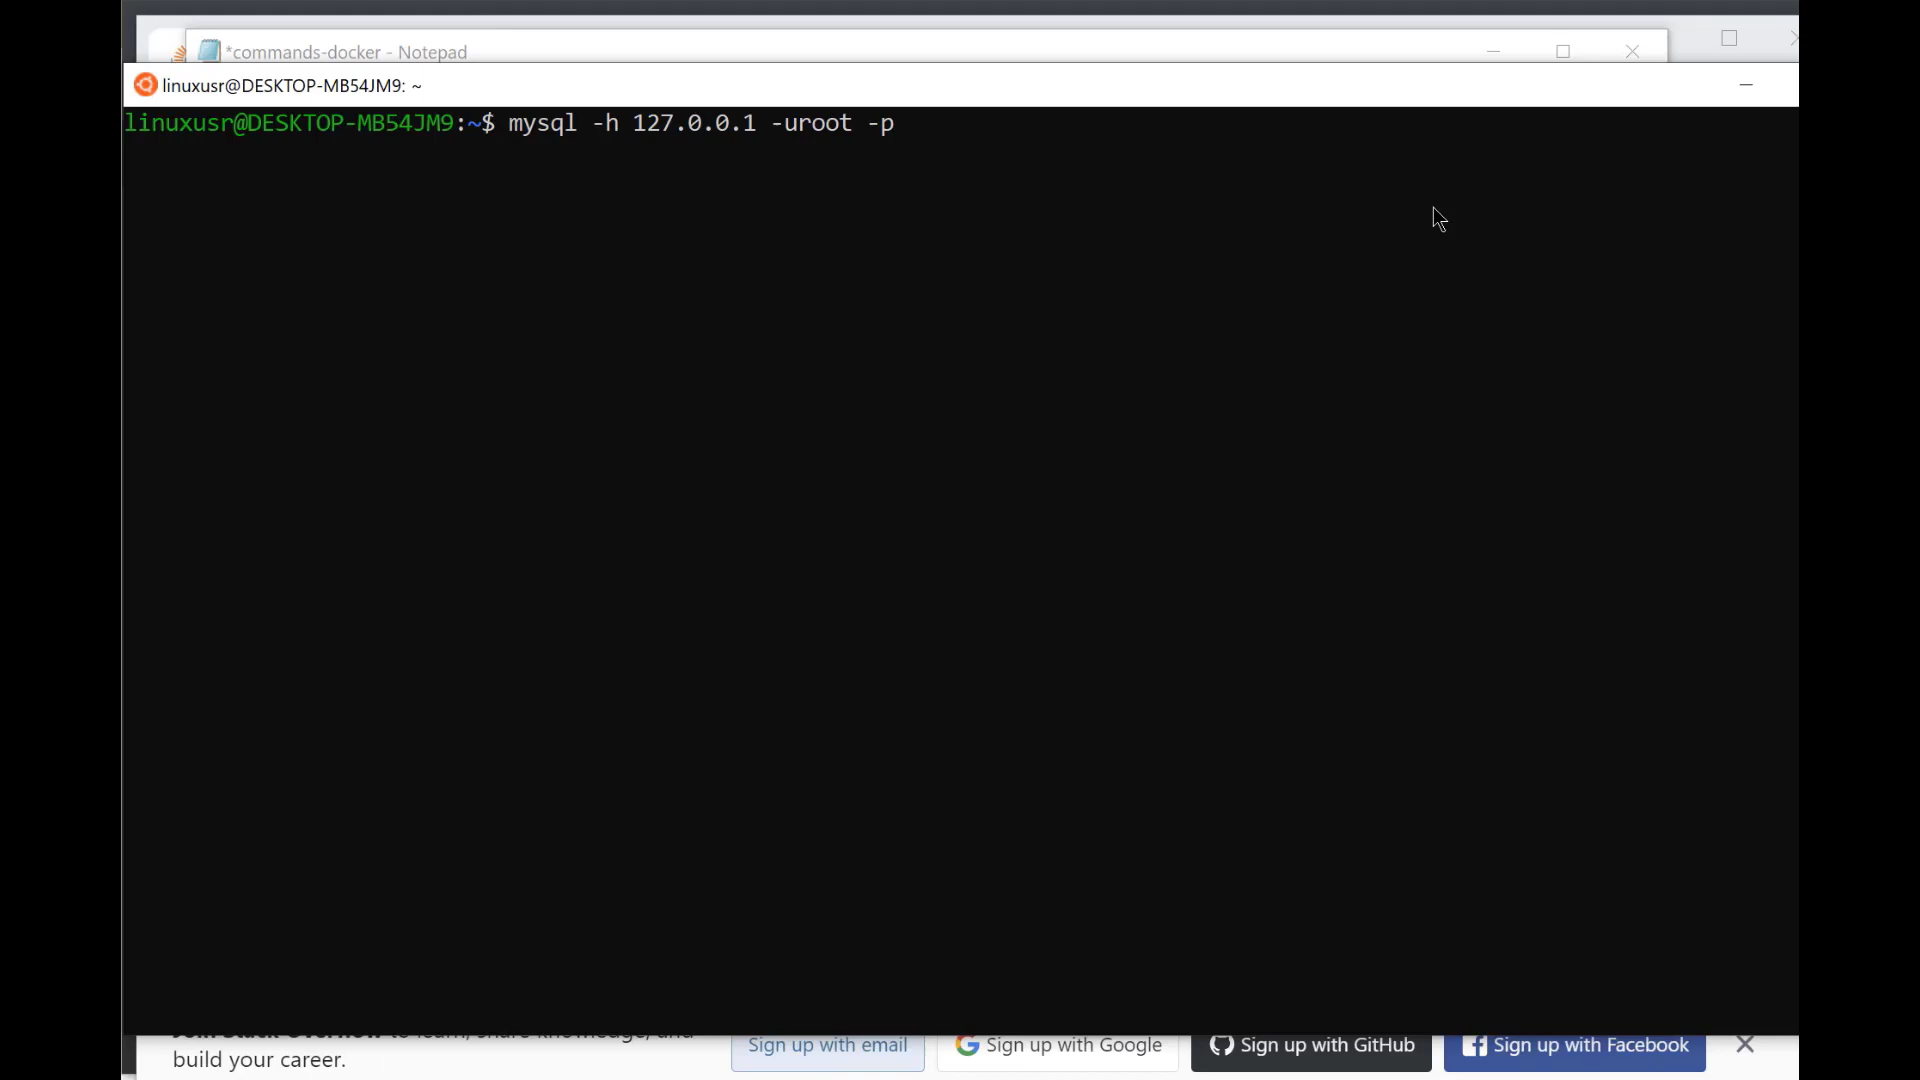 *commands-docker - Notepad
linuxusr@DESKTOP-MB54JM9: ~
linuxusr@DESKTOP-MB54JM9:~$ mysql -h 127.0.0.1 -uroot -p
build your career.
Sign up with email
Sign up with Google
Sign up with GitHub
Sign up with Facebook